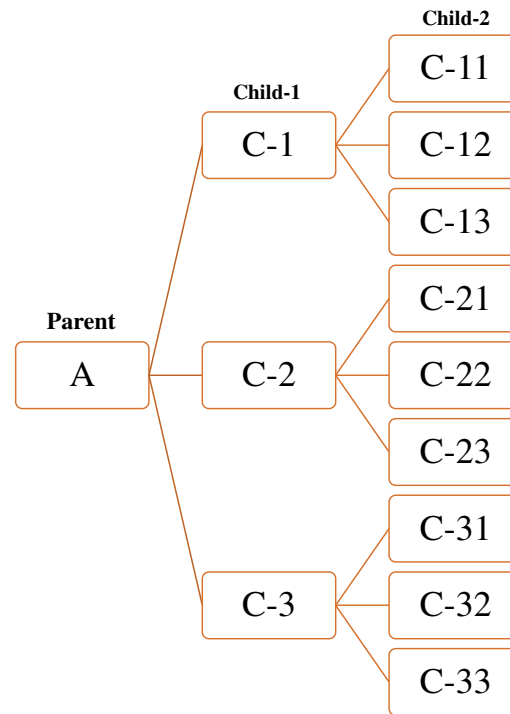 Child-2
C-11
Child-1
C-1
C-12
C-13
C-21
Parent
A
C-2
C-22
C-23
C-31
C-3
C-32
C-33